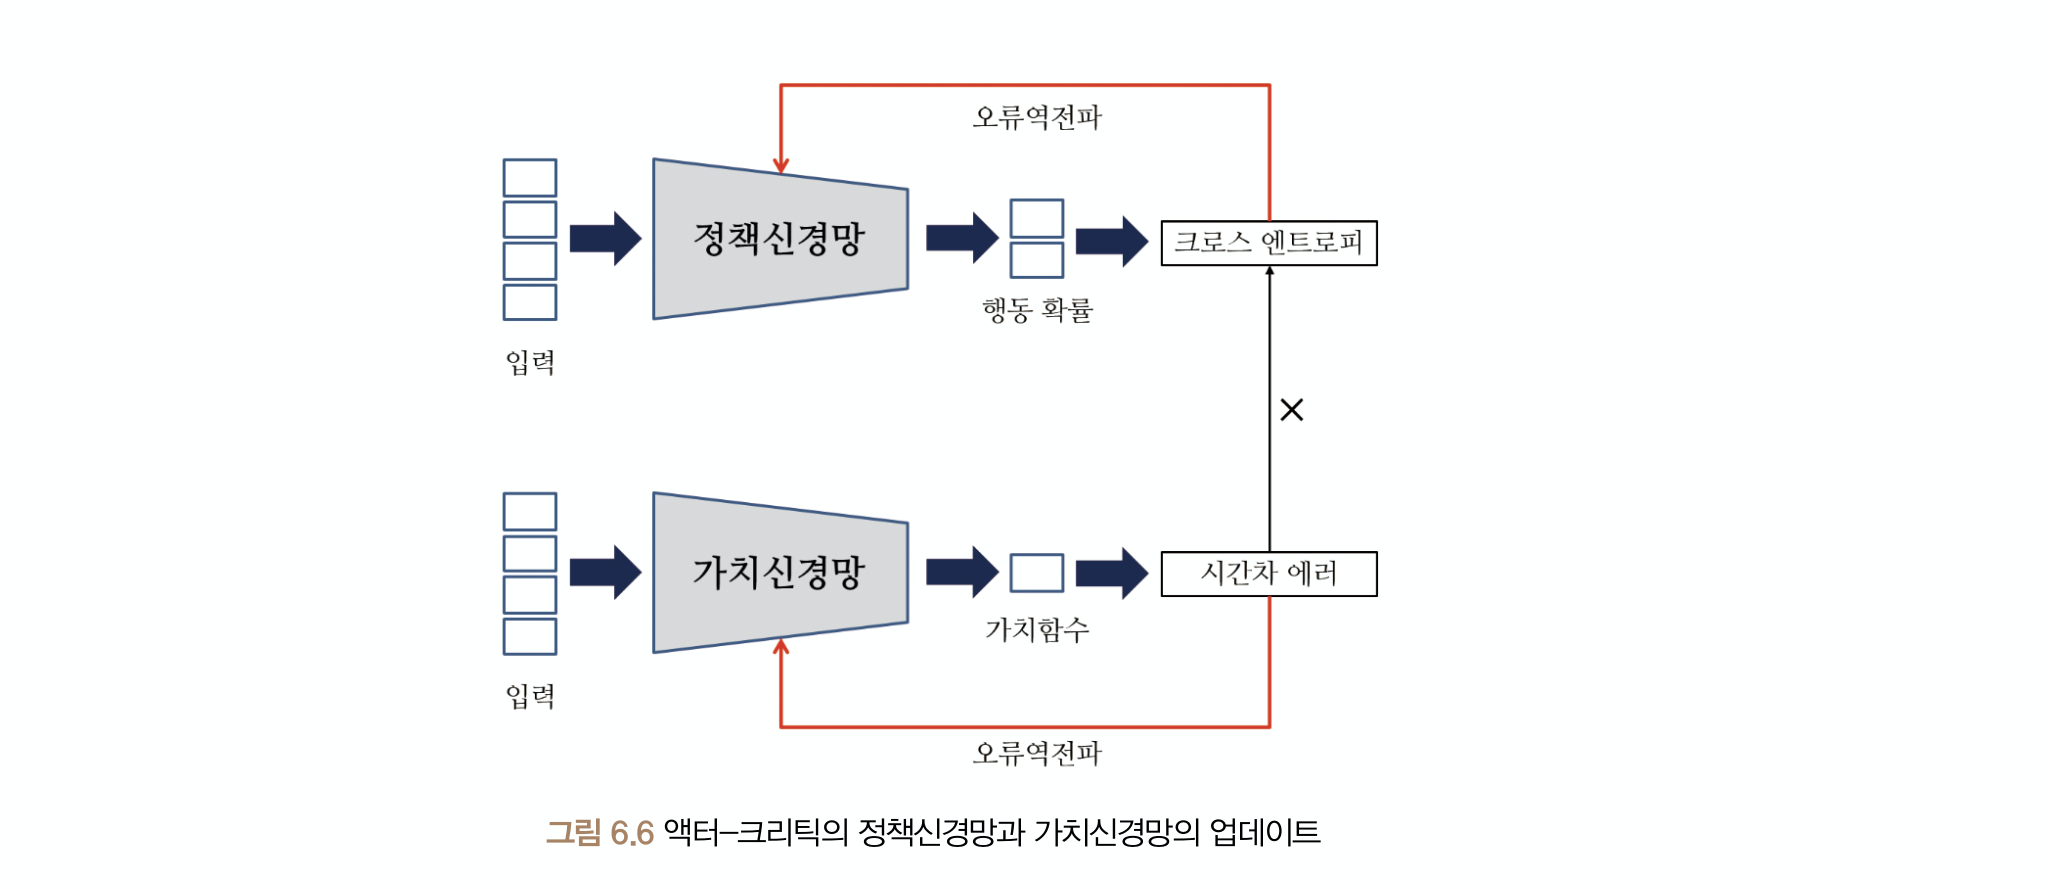 오류역전파
정책신경망
크로스 엔트로피
행동 확률
입력
×
가치신경망
시간차 에러
가치함수
입력
오류역전파
그림 6.6 액터-크리틱의 정책신경망과 가치신경망의 업데이트